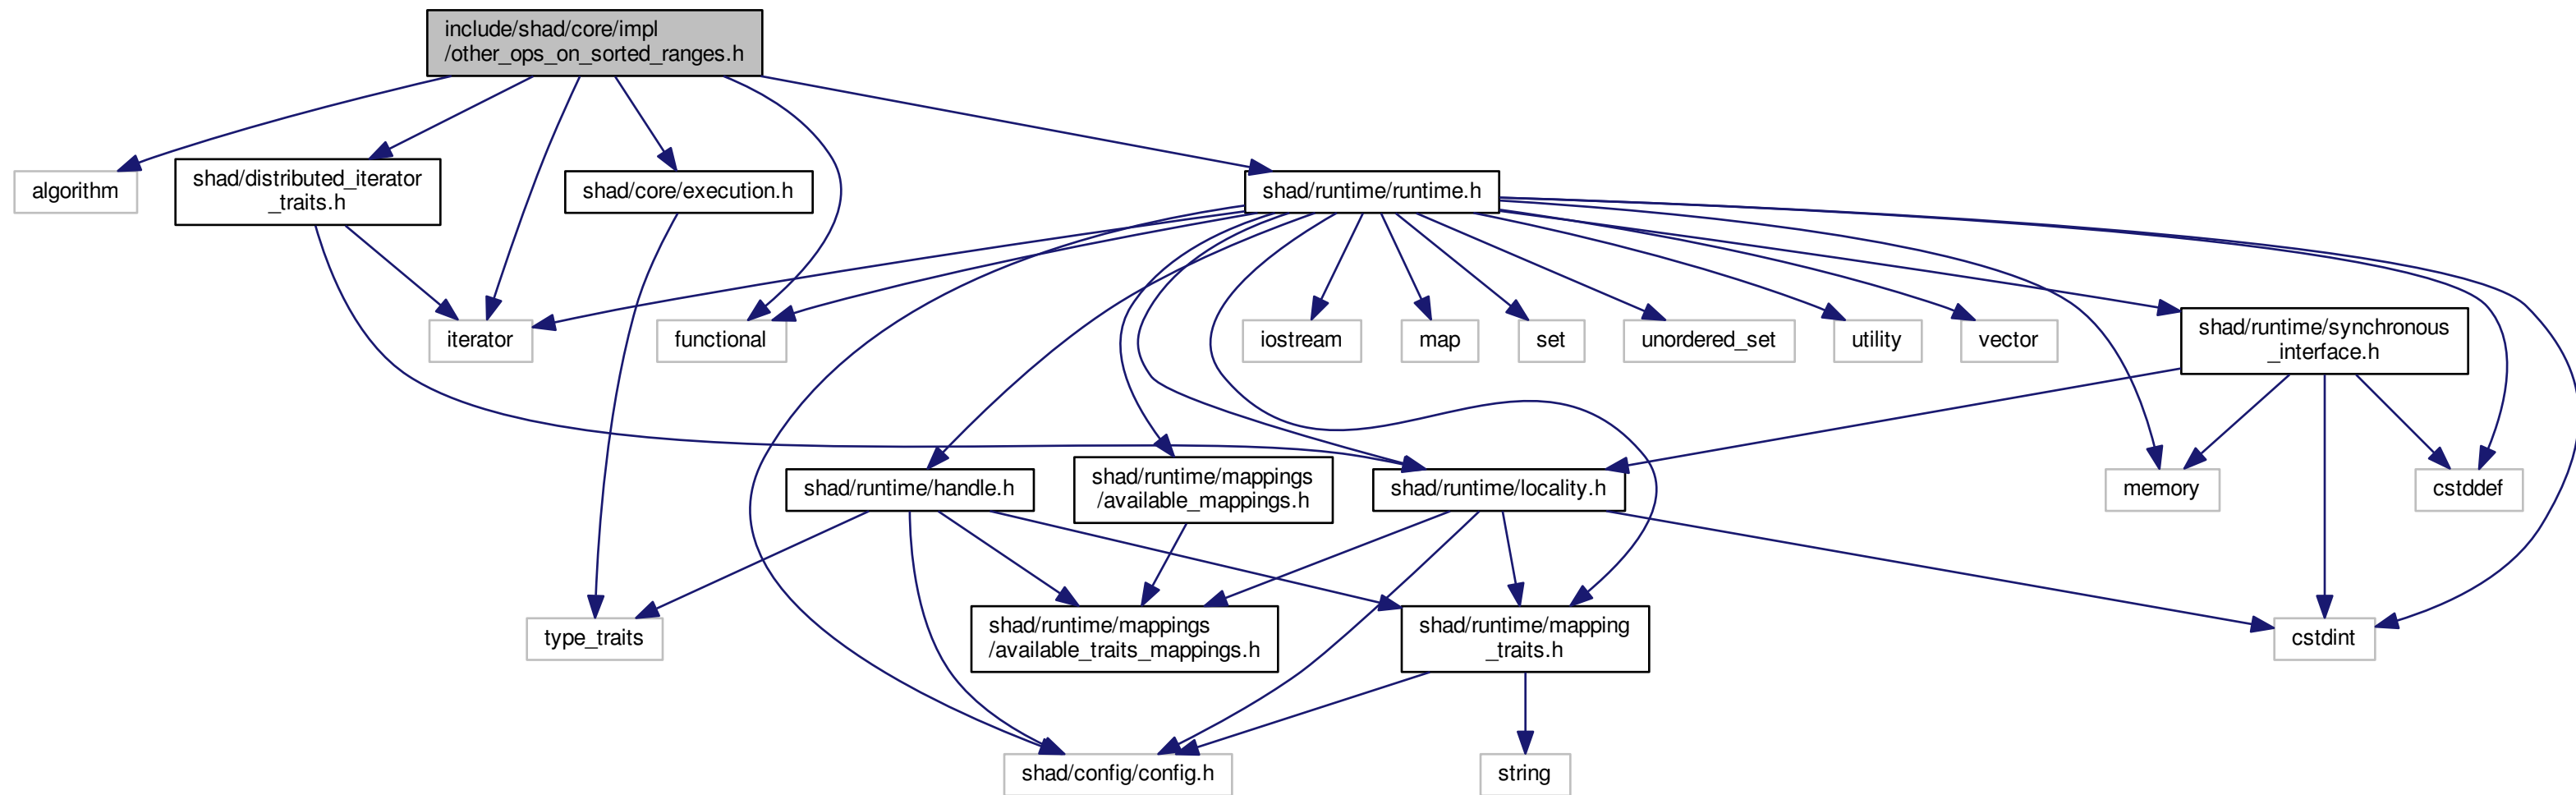 include/shad/core/impl
/other_ops_on_sorted_ranges.h
algorithm
shad/distributed_iterator
_traits.h
shad/core/execution.h
shad/runtime/runtime.h
iterator
functional
iostream
map
set
unordered_set
utility
vector
shad/runtime/synchronous
_interface.h
shad/runtime/handle.h
shad/runtime/mappings
/available_mappings.h
shad/runtime/locality.h
memory
cstddef
type_traits
shad/runtime/mappings
/available_traits_mappings.h
shad/runtime/mapping
_traits.h
cstdint
shad/config/config.h
string